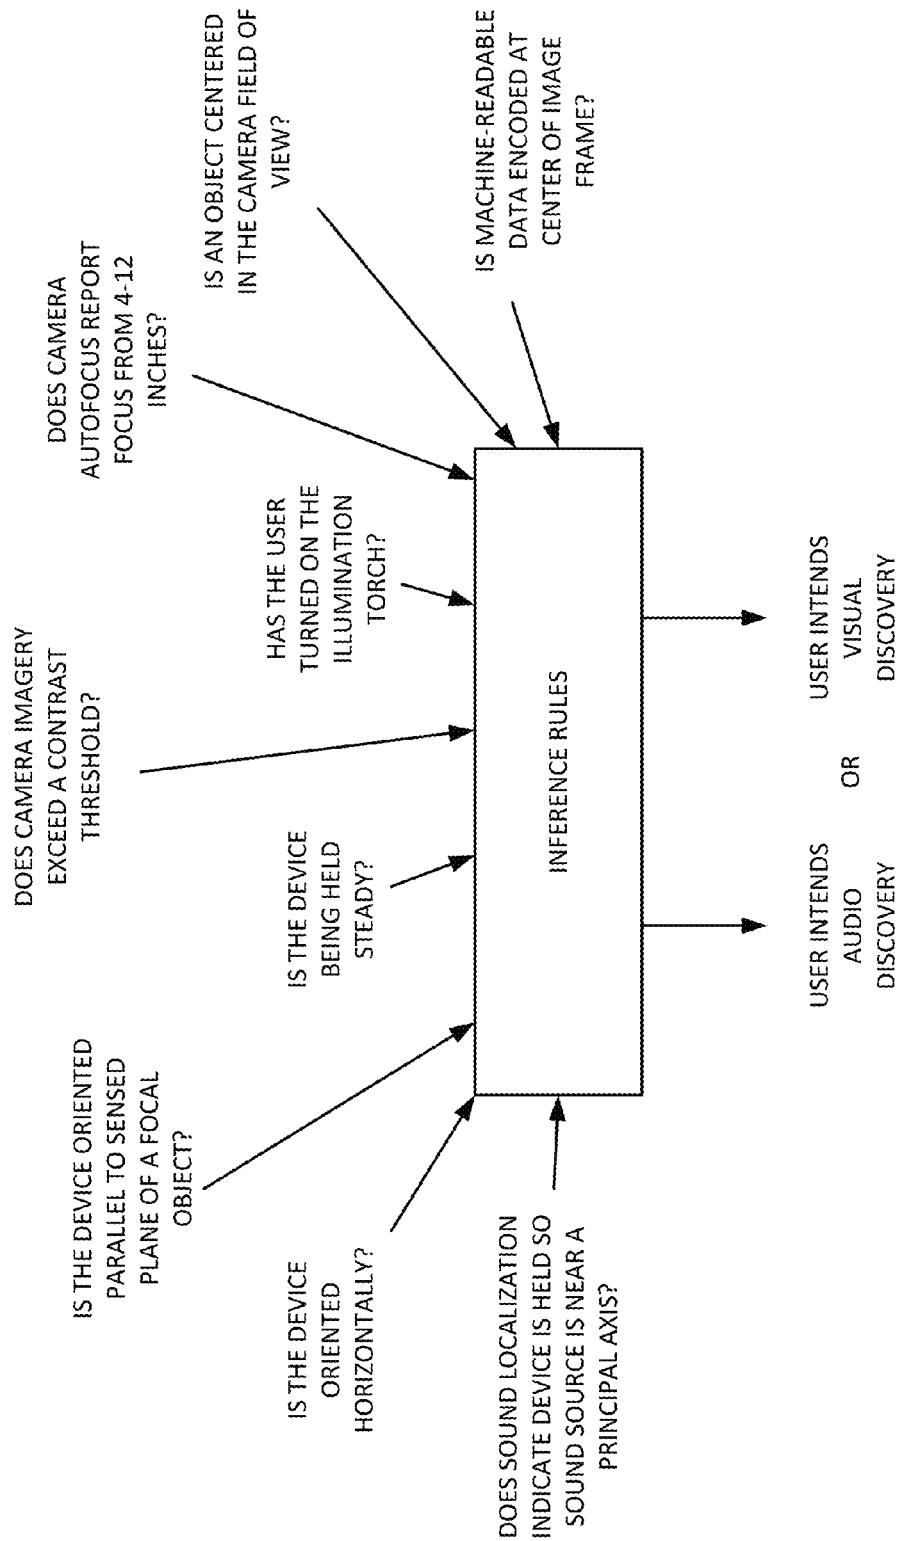 DOES SOUND LOCALIZATION
INDICATE DEVICE IS HELD SO
SOUND SOURCE IS NEAR A
PRINCIPAL AXIS?
IS THE DEVICE
ORIENTED
HORIZONTALLY?
IS THE DEVICE ORIENTED
PARALLEL TO SENSED
PLANE OF A FOCAL
OBJECT?
IS THE DEVICE
BEING HELD
STEADY?
DOES CAMERA IMAGERY
EXCEED A CONTRAST
THRESHOLD?
HAS THE USER
TURNED ON THE
ILLUMINATION
TORCH?
DOES CAMERA
AUTOFOCUS REPORT
FOCUS FROM 4-12
INCHES?
IS AN OBJECT CENTERED
IN THE CAMERA FIELD OF
VIEW?
IS MACHINE-READABLE
DATA ENCODED AT
CENTER OF IMAGE
FRAME?
INFERENCE RULES
USER INTENDS
AUDIO
DISCOVERY
OR
USER INTENDS
VISUAL
DISCOVERY